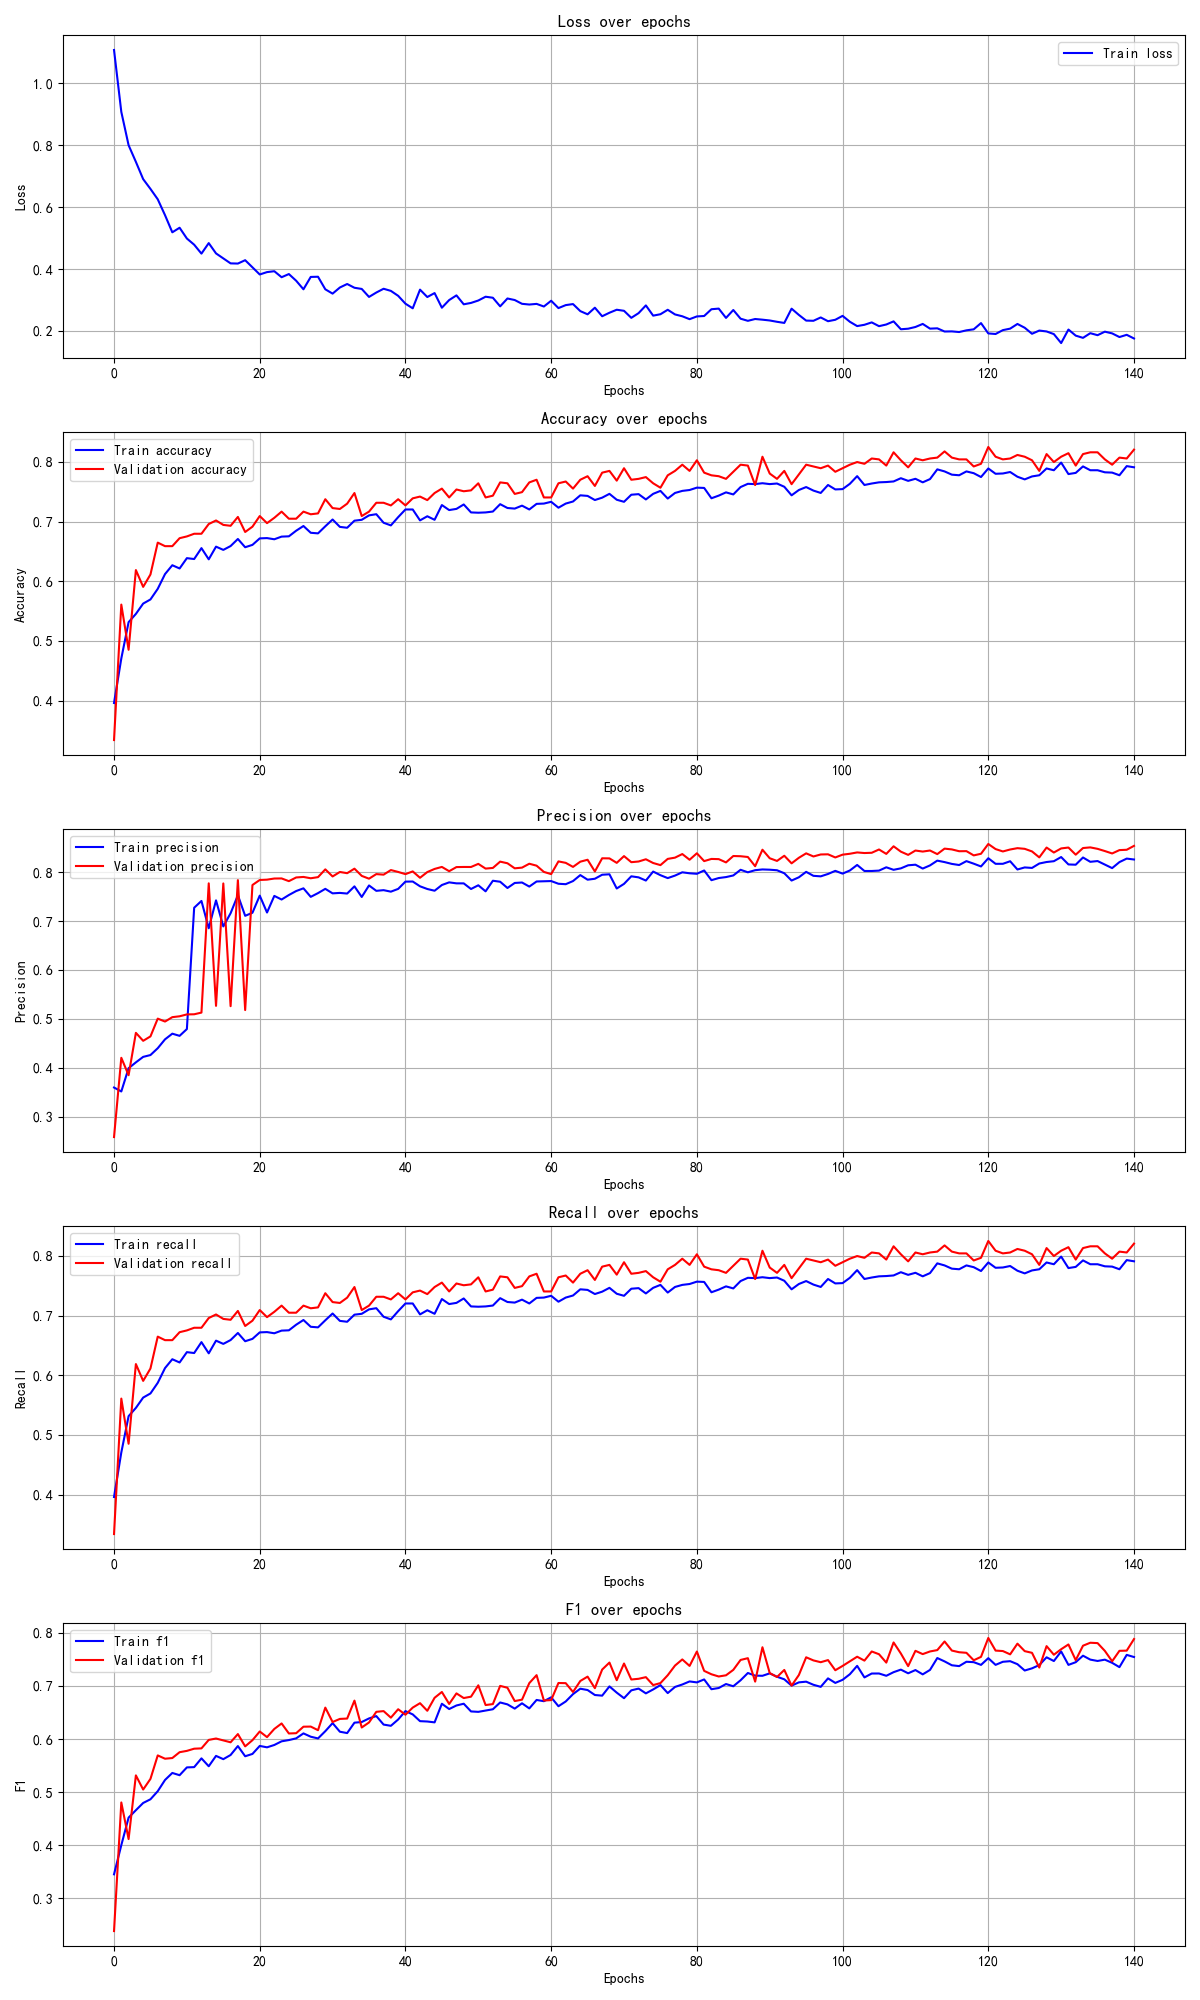 Loss over epochs
Train loss
1.0
0.8
0.6
0.4
0.2
Loss
0 20 40 60 80 100 120 140
Epochs
Accuracy over epochs
Train accuracy
Validation accuracy
0.8
0.7
0.6
0.5
0.4
Accuracy
0 20 40 60 80 100 120 140
Epochs
Precision over epochs
Train precision
Validation precision
0.8
0.7
0.6
0.5
0.4
0.3
Precision
0 20 40 60 80 100 120 140
Epochs
Recall over epochs
Train recall
Validation recall
0.8
0.7
0.6
0.5
0.4
Recall
0 20 40 60 80 100 120 140
Epochs
F1 over epochs
Train f1
Validation f1
0.8
0.7
0.6
0.5
0.4
0.3
F1
0 20 40 60 80 100 120 140
Epochs